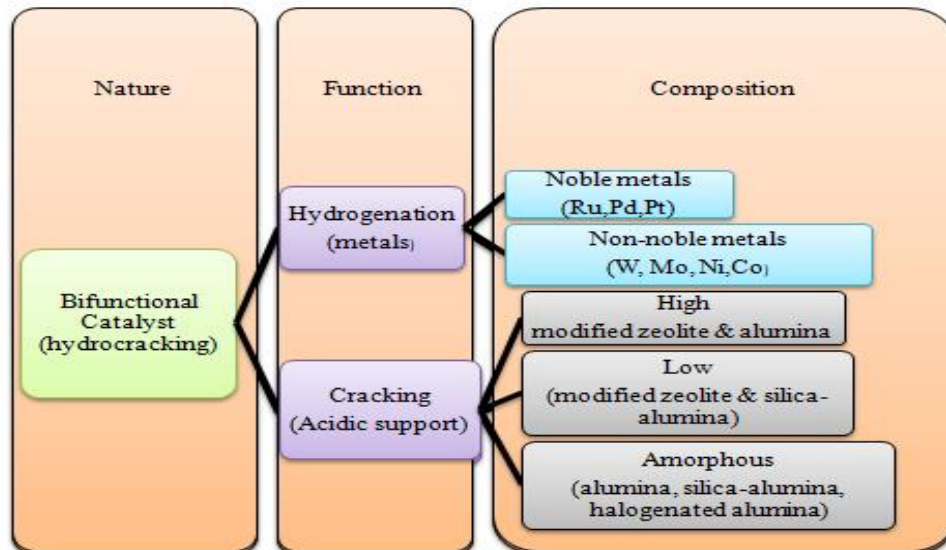 Nature
Function
Composition
Bifunctional
Catalyst
(hydrocracking)
Hydrogenation
(metals)
Cracking
(Acidic support)
Noble metals
(Ru,Pd,Pt)
Non-noble metals
(W, Mo, Ni,Co)
High
modified zeolite & alumina
Low
(modified zeolite & silica-
alumina)
Amorphous
(alumina, silica-alumina,
halogenated alumina)